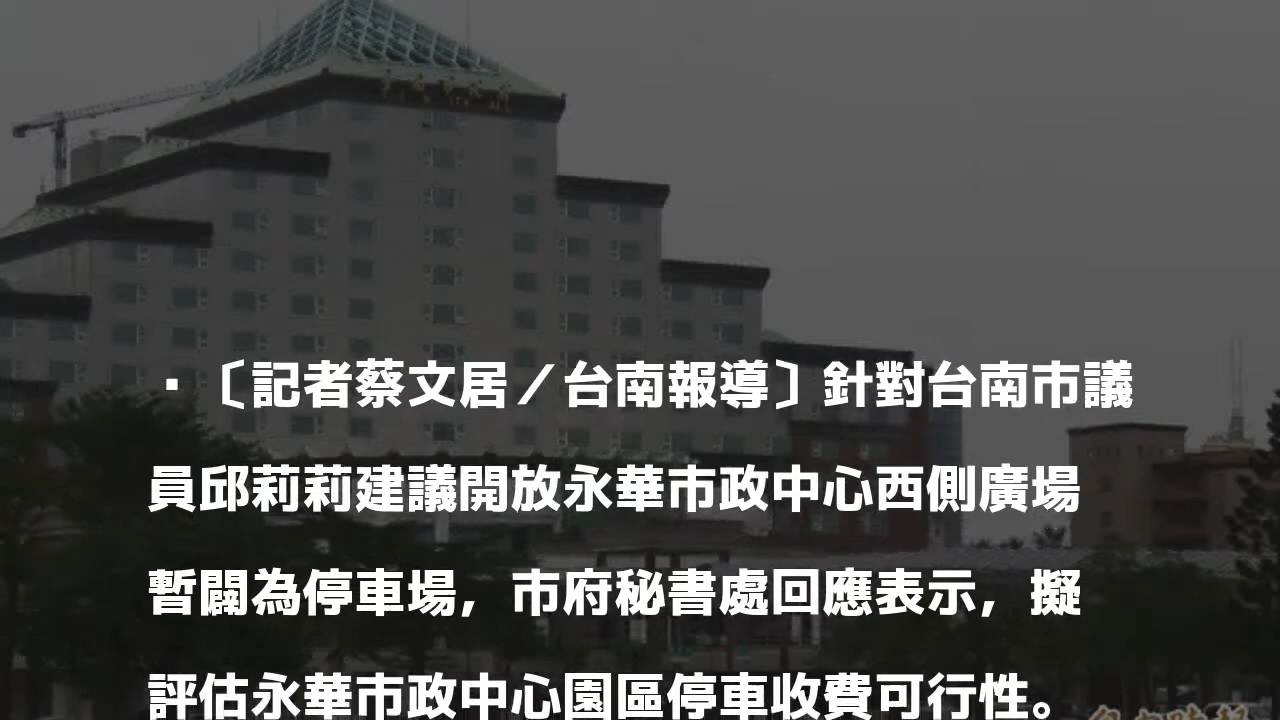 ·〔記者蔡文居／台南報導〕針對台南市議
員邱莉莉建議開放永華市政中心西側廣場
暫闢為停車場，市府秘書處回應表示，擬
評估永華市政中心園區停車收費可行性。